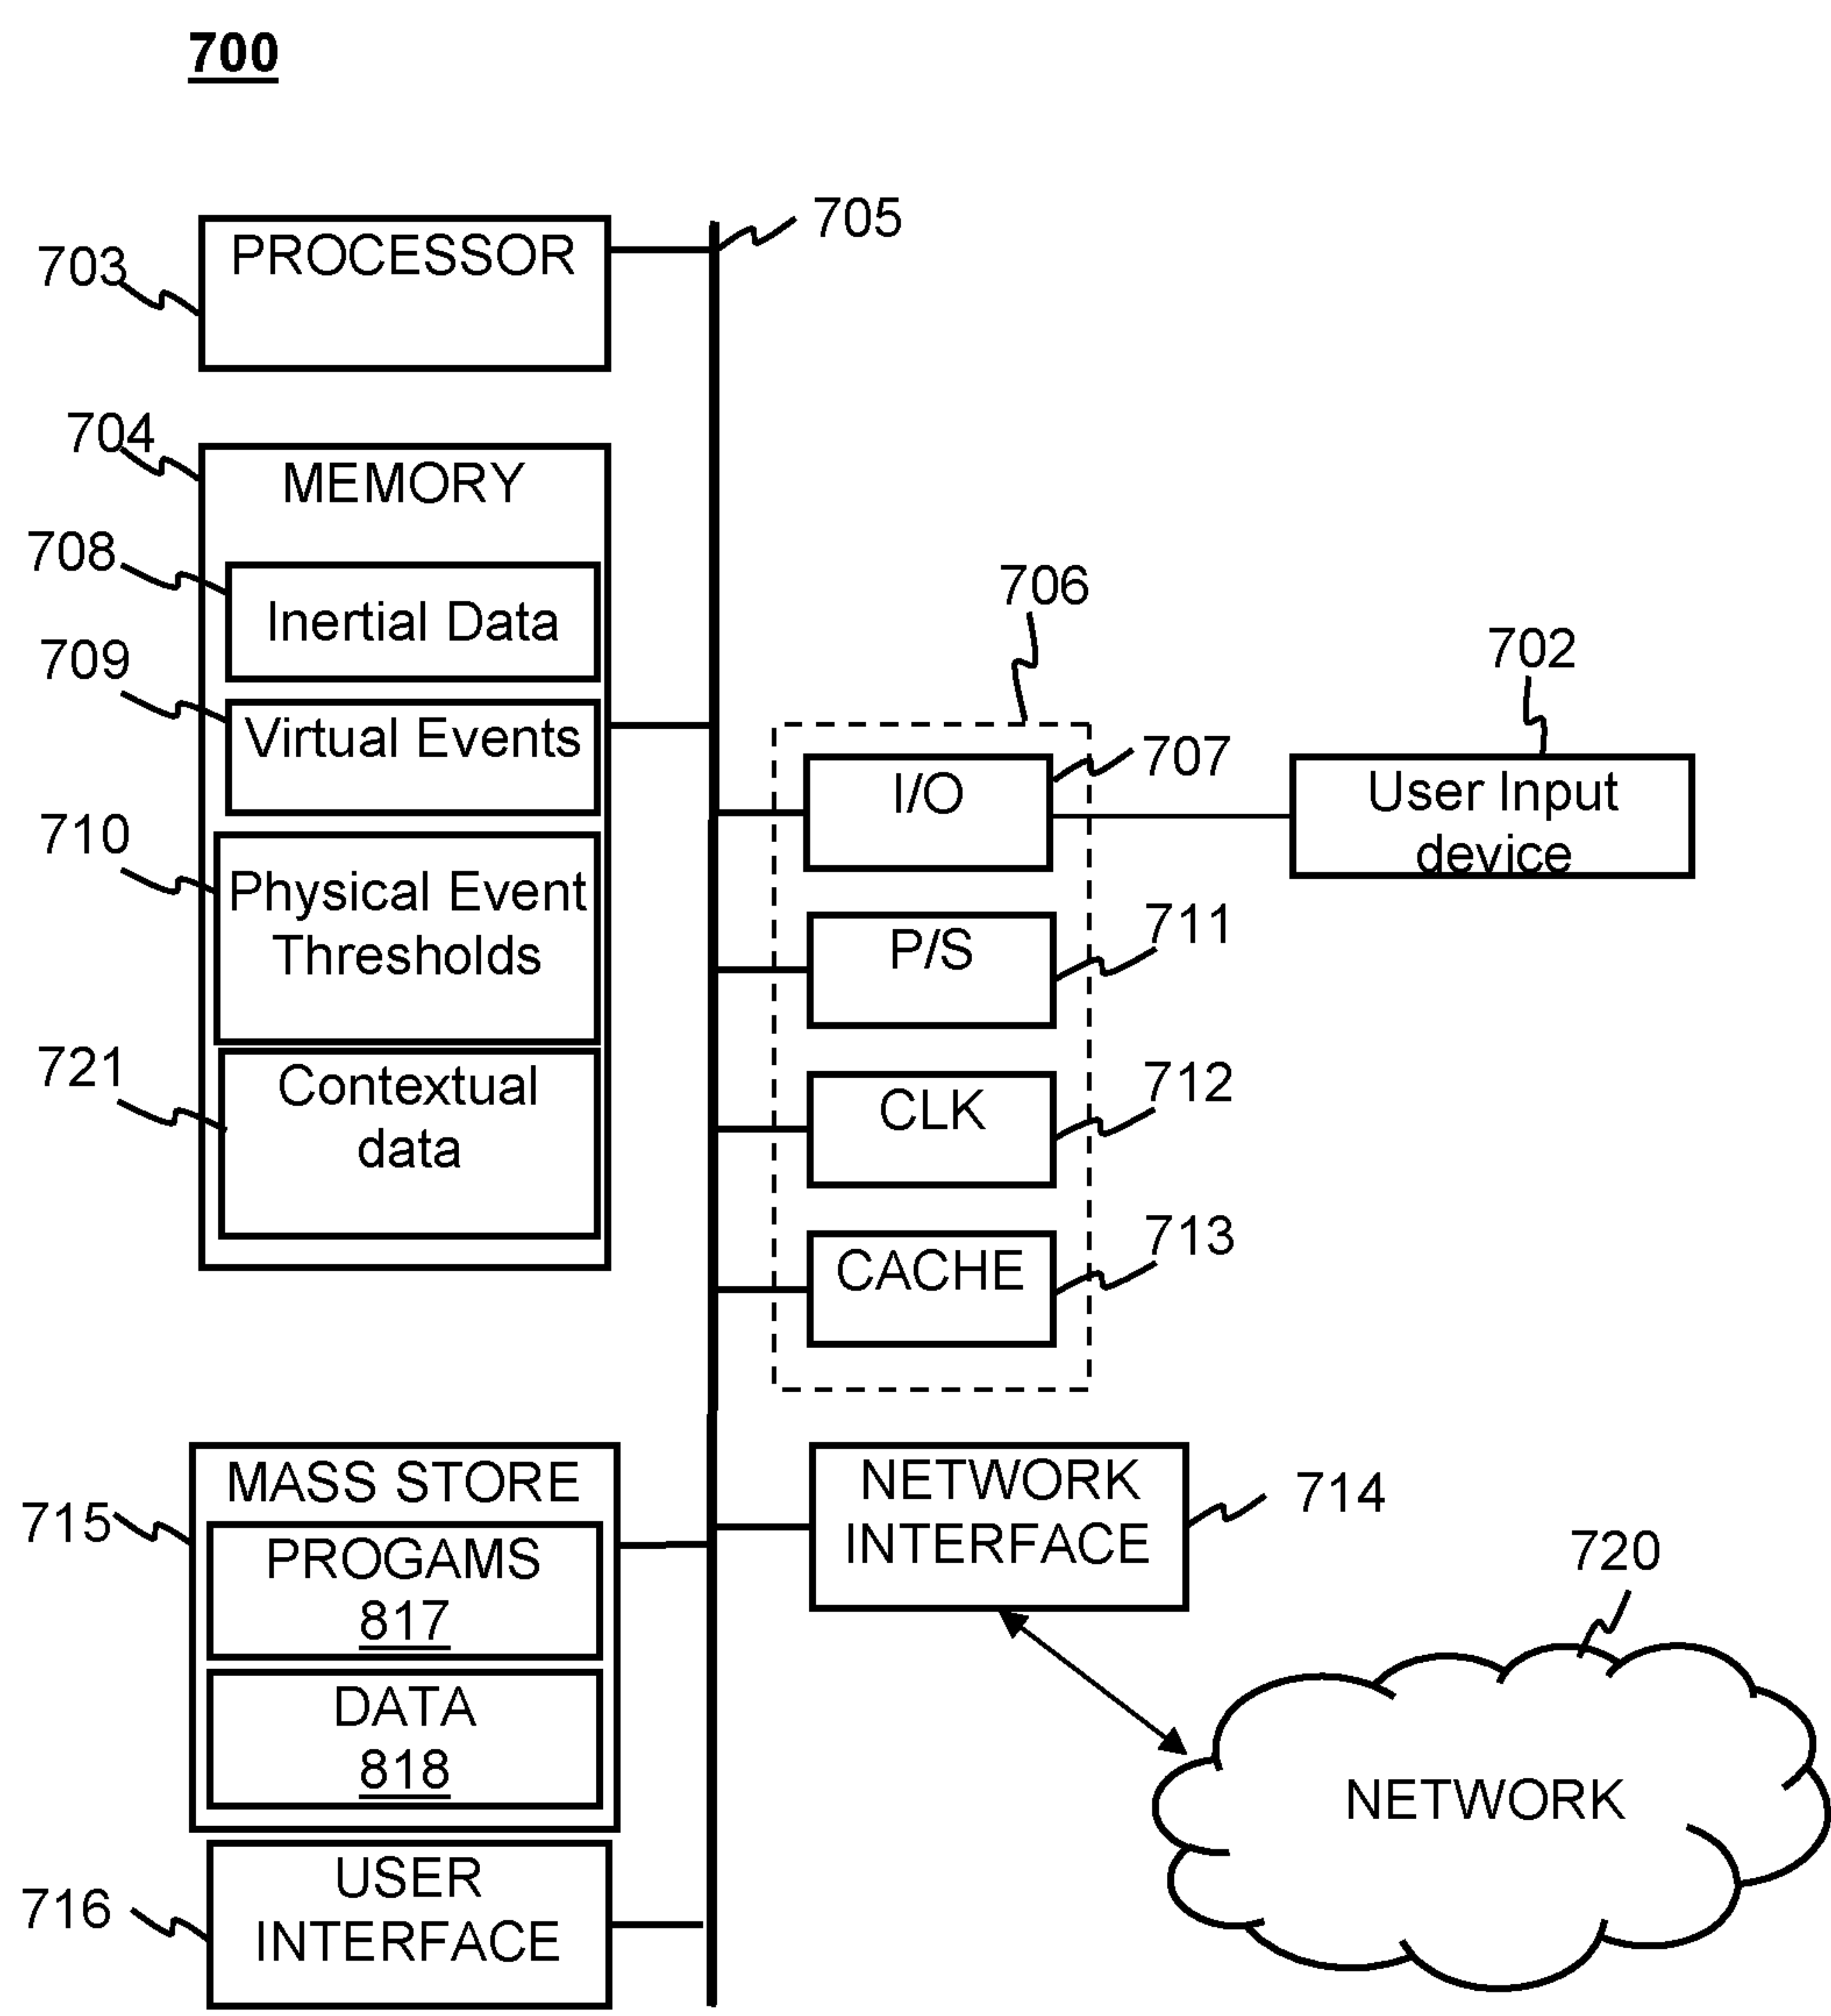 700
705
PROCESSOR
703
704
MEMORY
708
Inertial Data
709
Virtual Events
710
Physical Event
Thresholds
721
Contextual
data
706
702
707
I/O
User Input
device
711
P/S
712
CLK
713
CACHE
MASS STORE
715
PROGAMS
817
DATA
818
NETWORK
INTERFACE
714
720
NETWORK
USER
INTERFACE
716